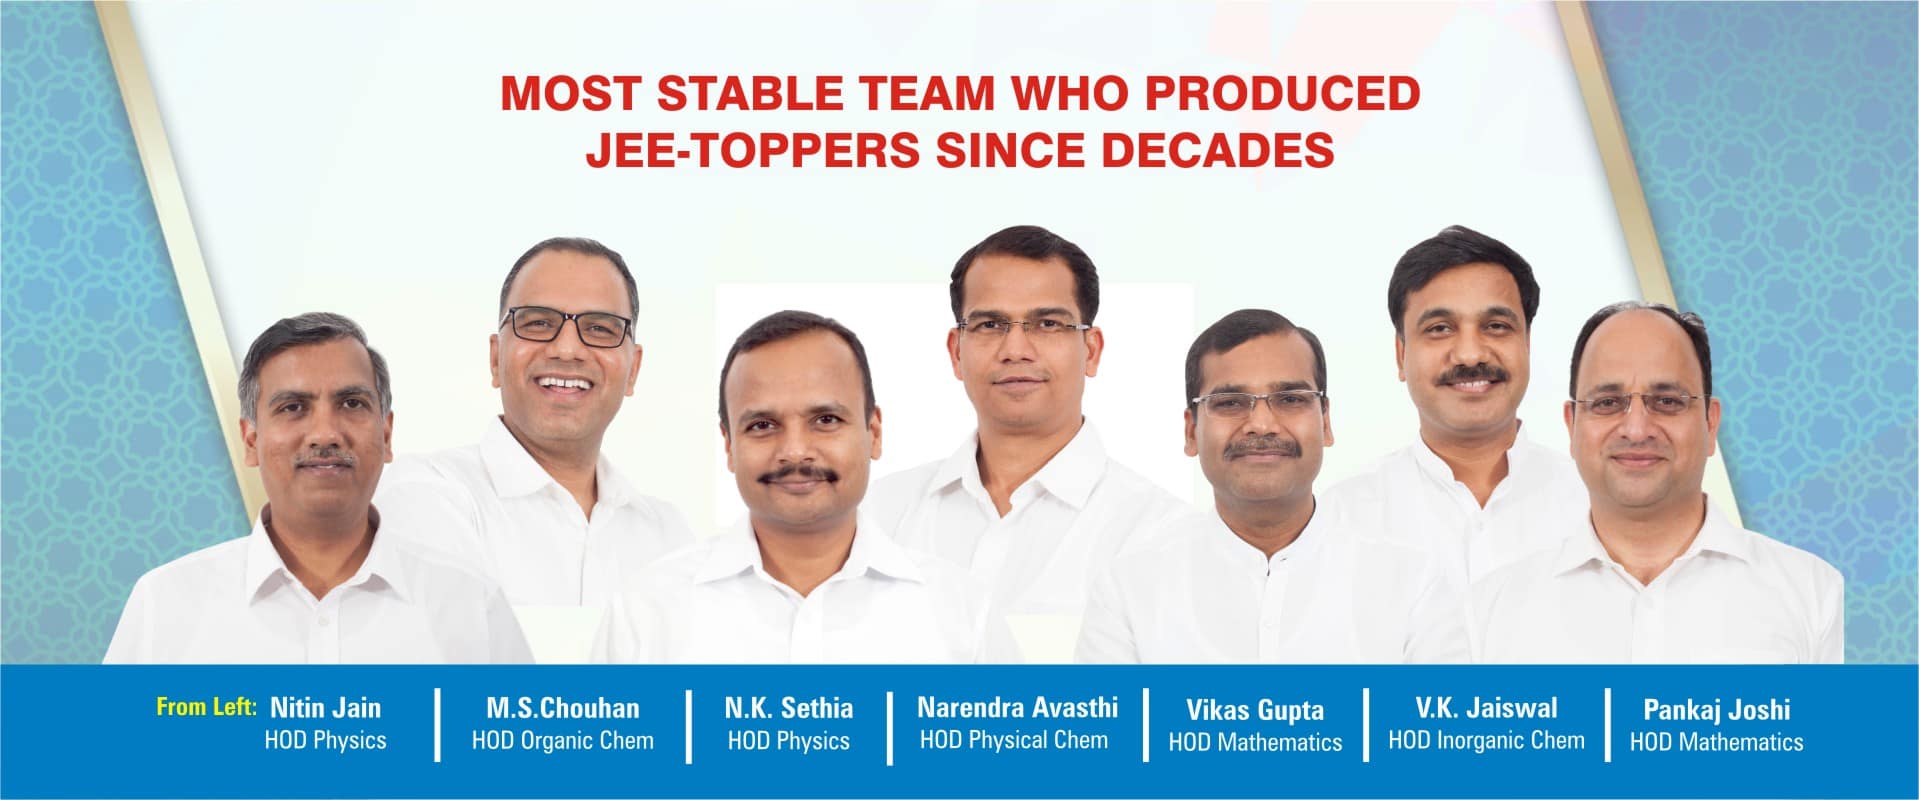 MOST STABLE TEAM WHO PRODUCED
JEE-TOPPERS SINCE DECADES
From Left: Nitin Jain
HOD Physics
M.S.Chouhan
HOD Organic Chem
N.K. Sethia
HOD Physics
Narendra Avasthi
HOD Physical Chem
Vikas Gupta
HOD Mathematics
V.K. Jaiswal
HOD Inorganic Chem
Pankaj Joshi
HOD Mathematics